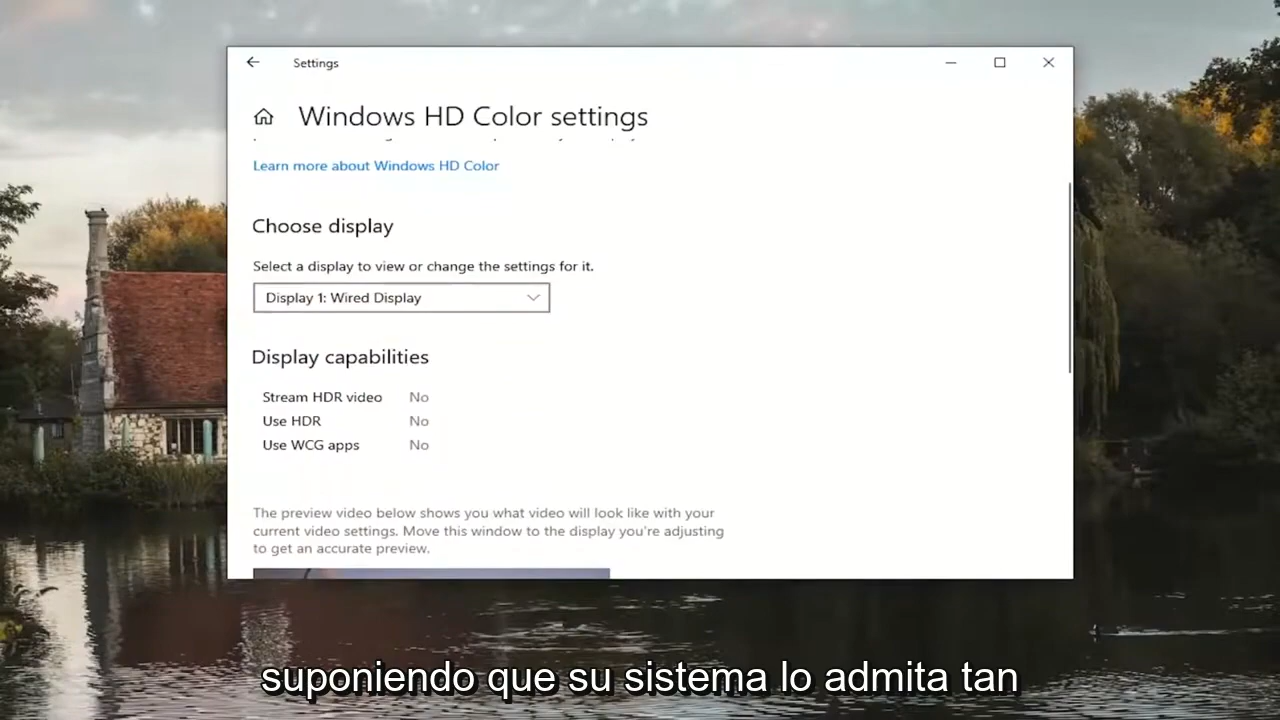 Settings
Windows HD Color settings
Learn more about Windows HD Color
Choose display
Select a display to view or change the settings for it.
Display 1: Wired Display
Display capabilities
Stream HDR video No
Use HDR No
Use WCG apps No
The preview video below shows you what video will look like with your
current video settings. Move this window to the display you're adjusting
to get an accurate preview.
suponiendo que su sistema lo admita tan